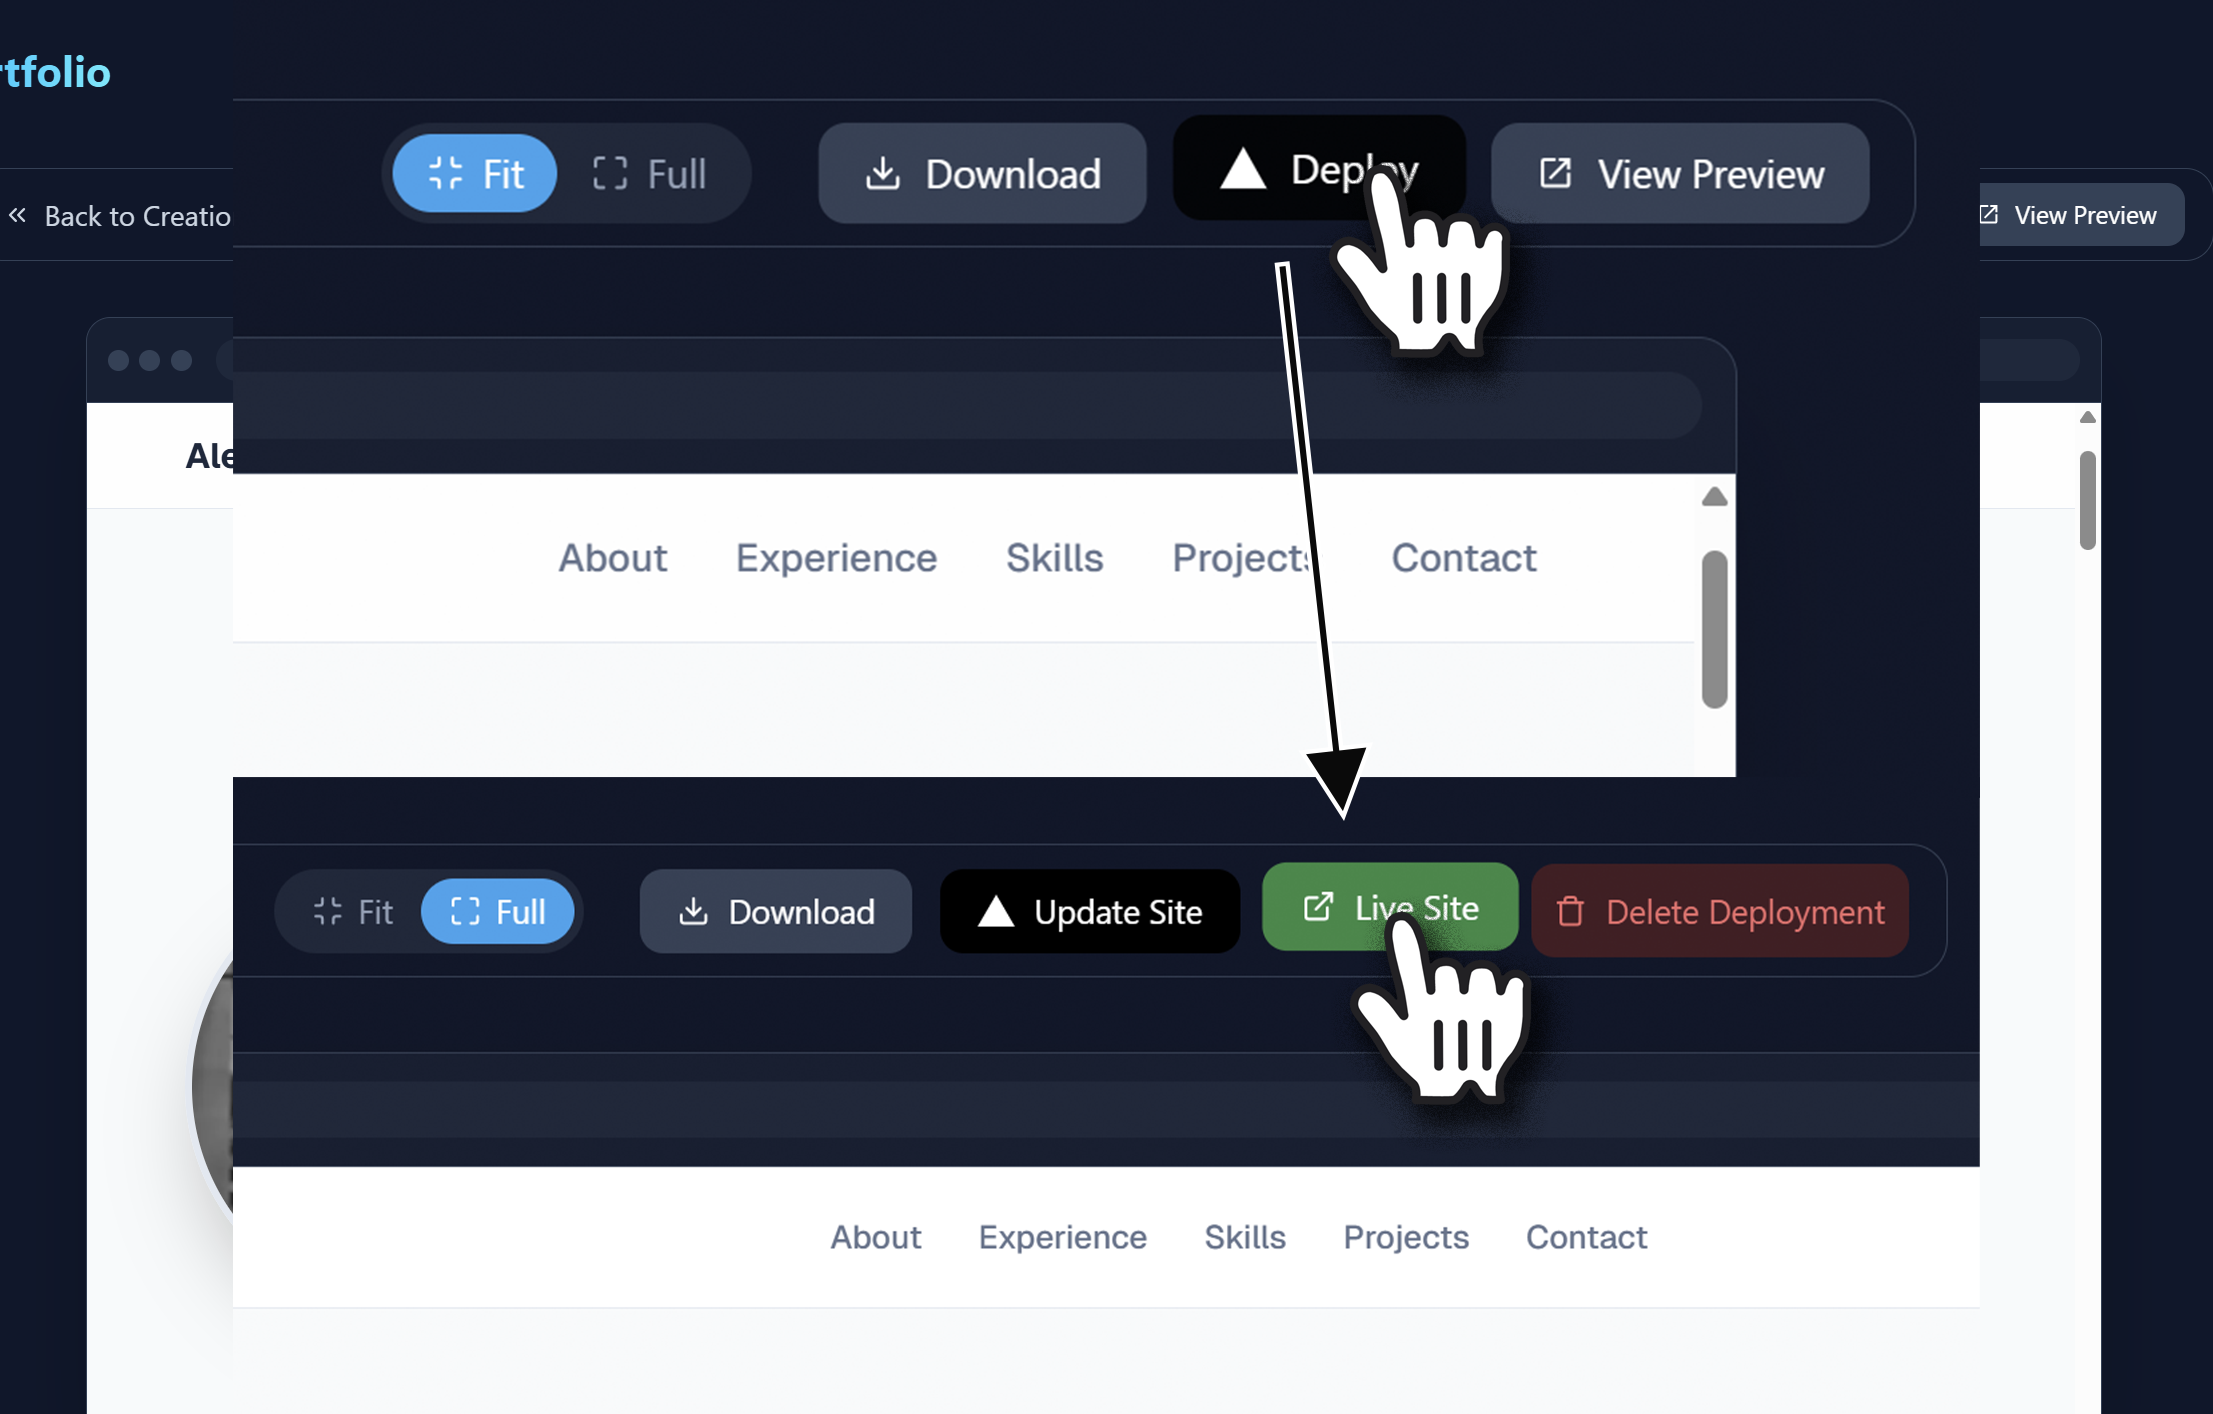 rtfolio
Fit Full Download Deploy View Preview
Back to Creatio
View Preview
Ale
About Experience Skills Projects Contact
Fit Full Download Update Site Live Site Delete Deployment
About Experience Skills Projects Contact